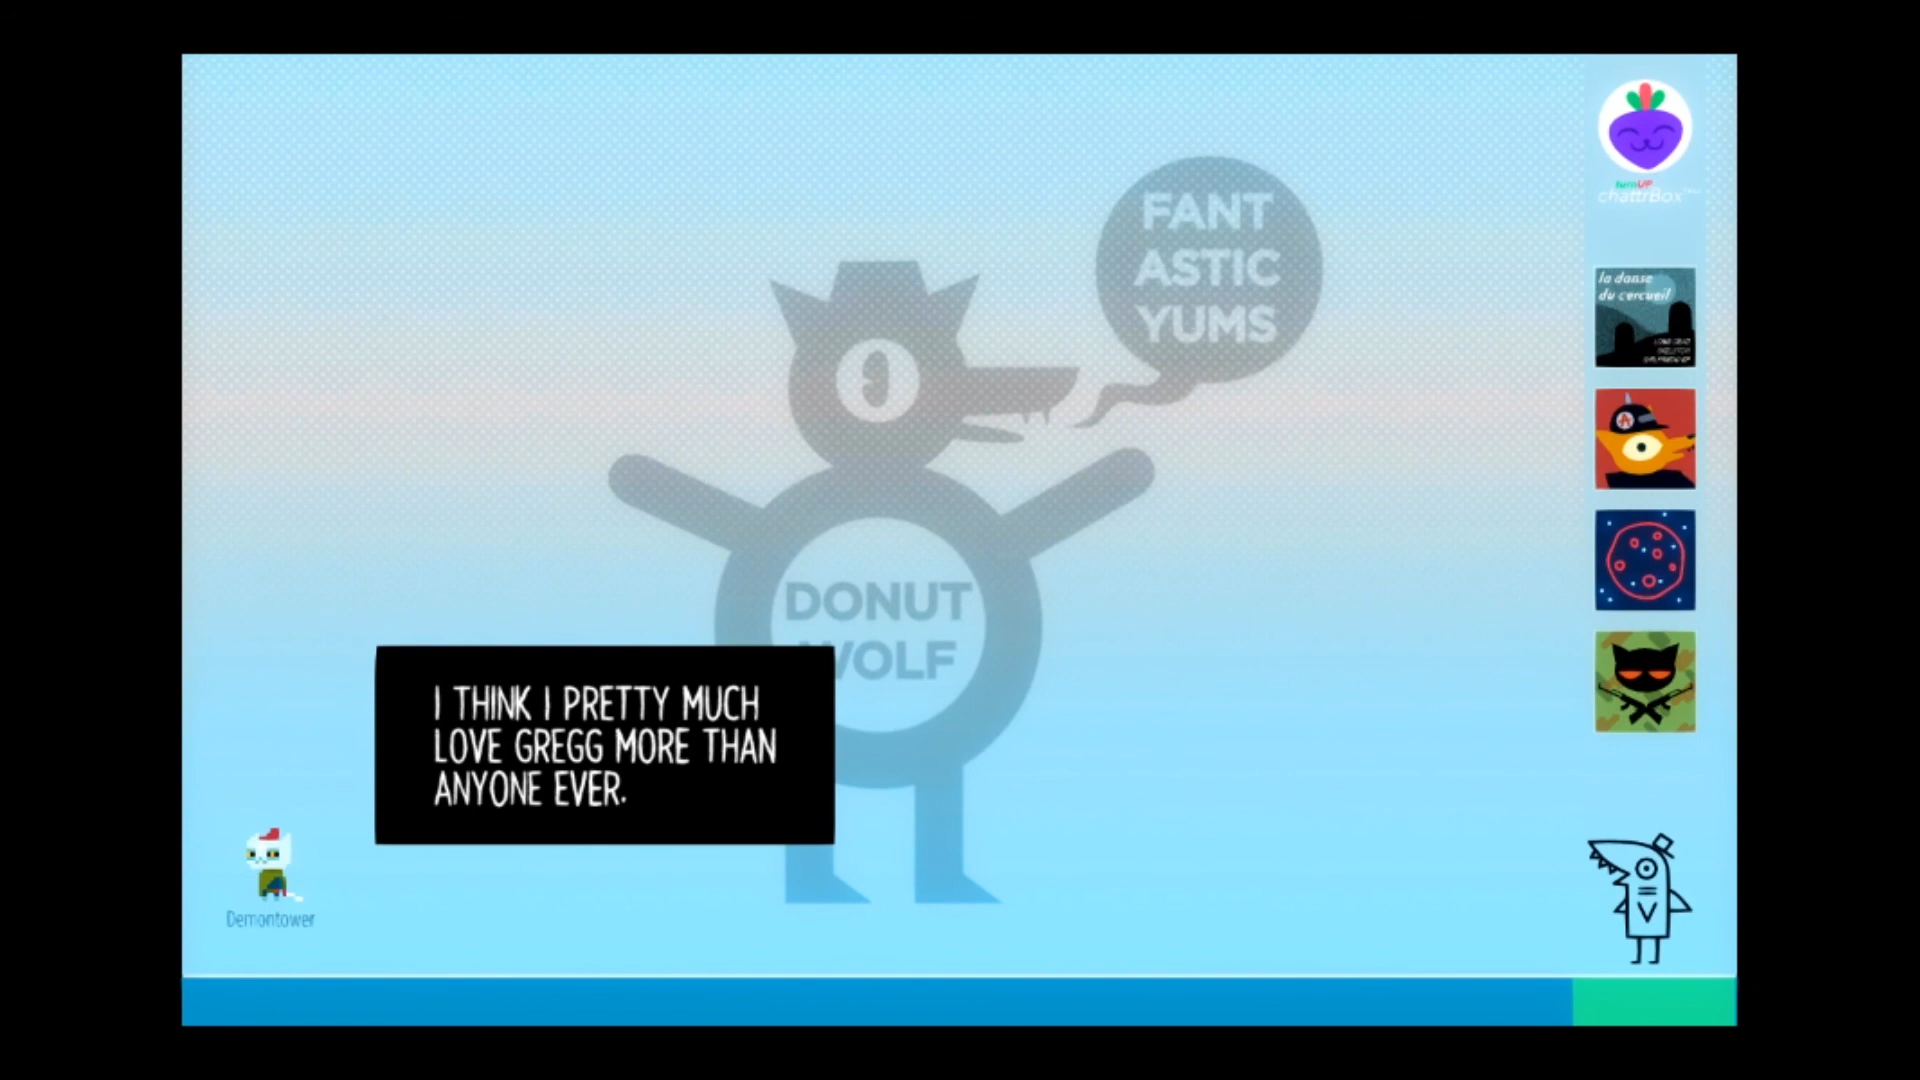 FANT
ASTIC
YUMS
turnUP
chattrBox
la danse
du cercueil
DONUT
WOLF
I THINK I PRETTY MUCH
LOVE GREGG MORE THAN
ANYONE EVER.
Demontower